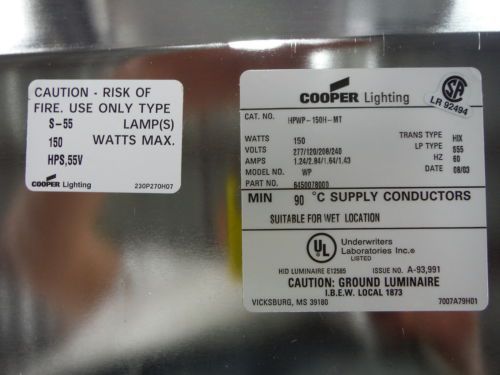 CAUTION - RISK OF
FIRE. USE ONLY TYPE
S-55 LAMP(S)
150 WATTS MAX.
HPS,55V
COOPER Lighting 230P270H07
COOPER Lighting
SA
LR 92494
CAT. NO. HPWP-150H-MT
WATTS 150 TRANS TYPE HIX
VOLTS 277/120/208/240 LP TYPE S55
AMPS 1.24/2.84/1.64/1.43 HZ 60
MODEL NO. WP DATE 08/03
PART NO. 6450078000
MIN 90 °C SUPPLY CONDUCTORS
SUITABLE FOR WET LOCATION
UL
Underwriters
Laboratories Inc.®
LISTED
HID LUMINAIRE E12585 ISSUE NO. A-93,991
CAUTION: GROUND LUMINAIRE
I.B.E.W. LOCAL 1873
VICKSBURG, MS 39180 7007A79H01